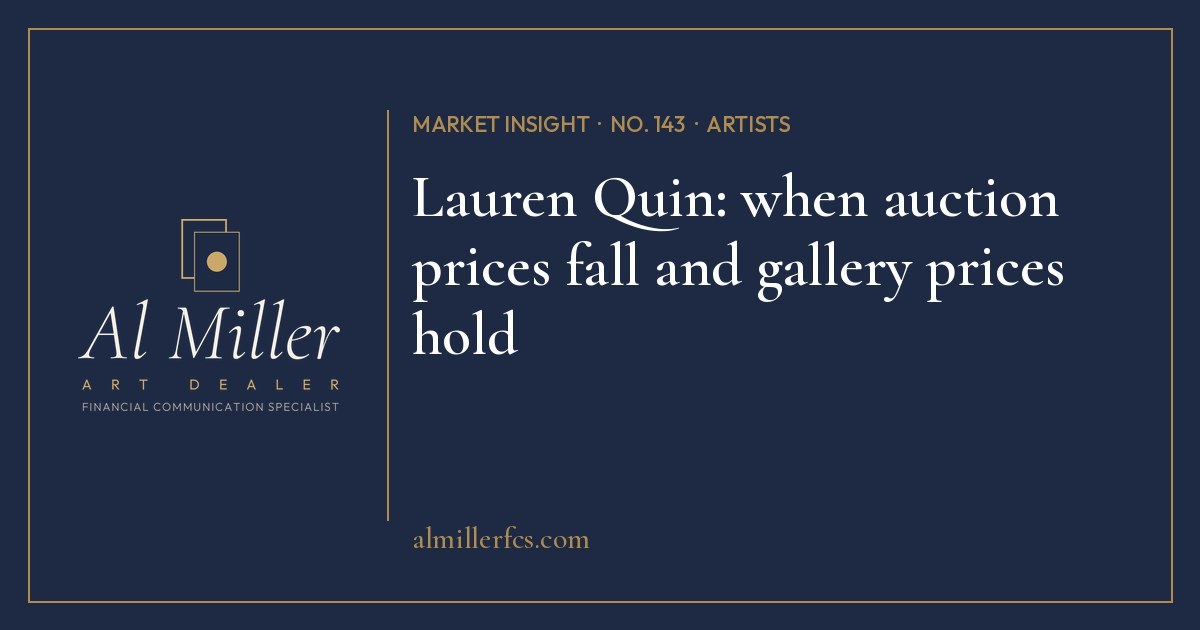 MARKET INSIGHT · NO. 143 · ARTISTS
Lauren Quin: when auction
prices fall and gallery prices
hold
Al Miller
ART DEALER
FINANCIAL COMMUNICATION SPECIALIST
almillerfcs.com